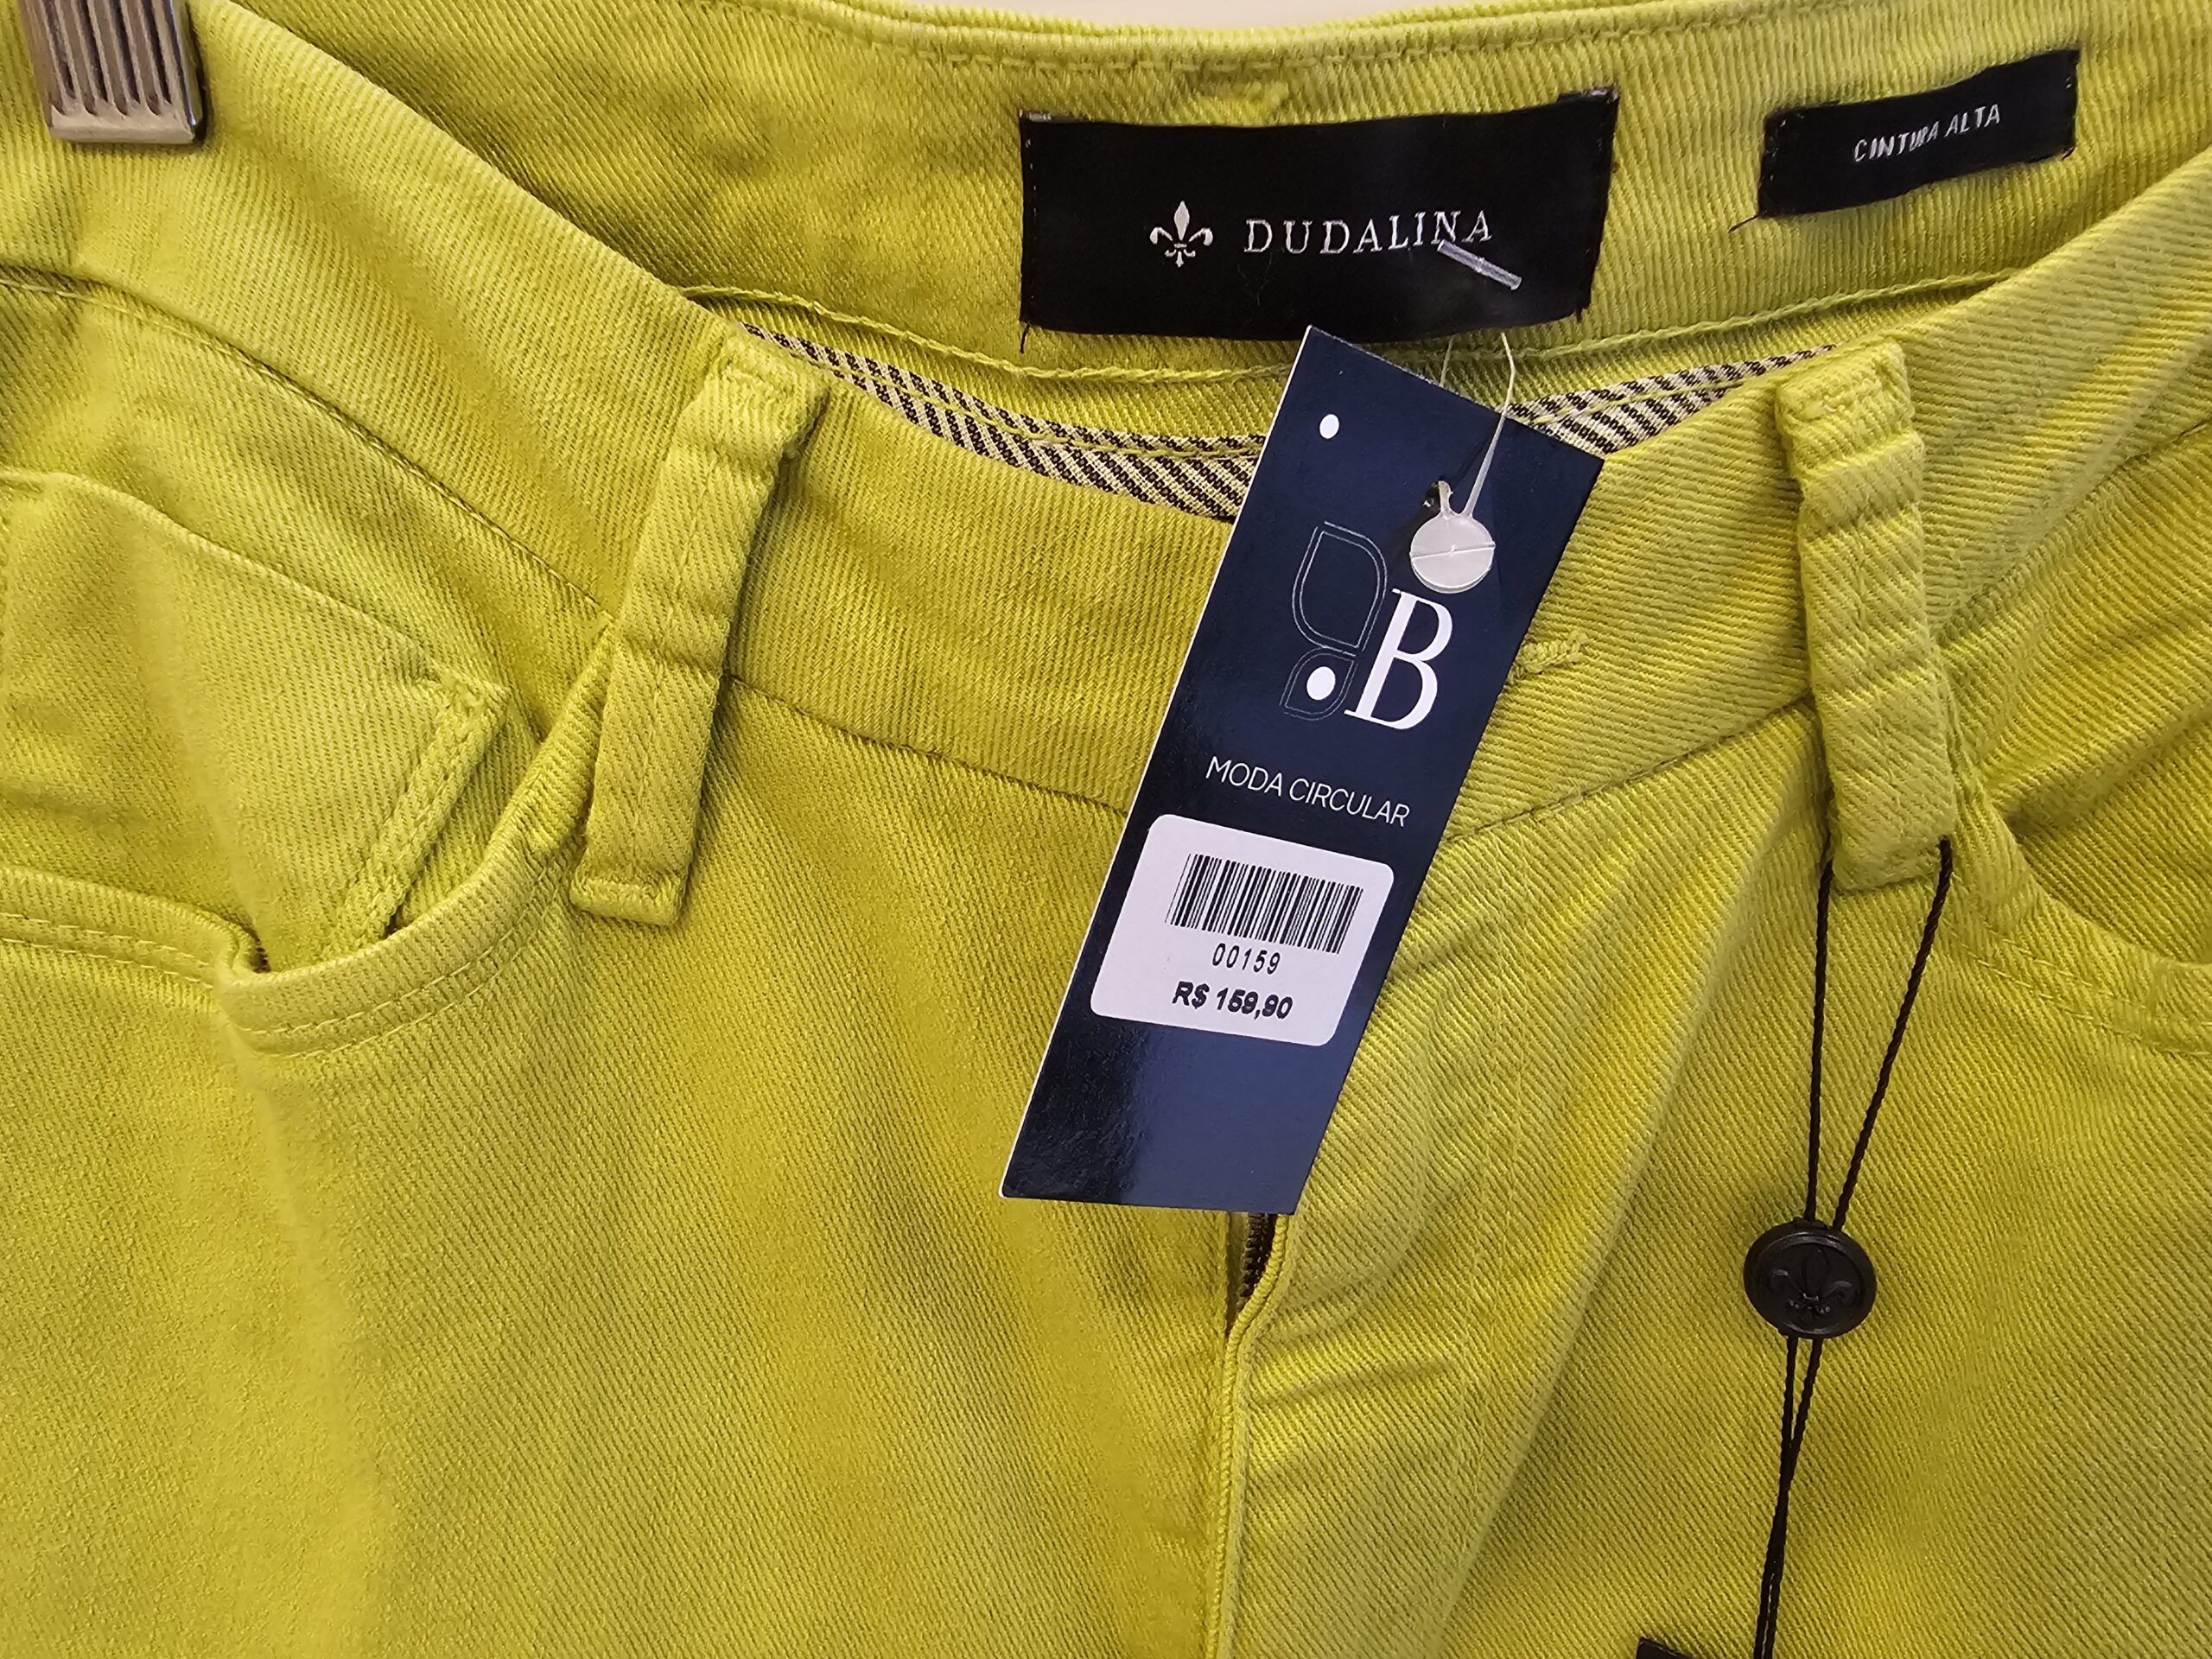 DUDALINA
CINTURA ALTA
B
MODA CIRCULAR
00159
R$ 159,90